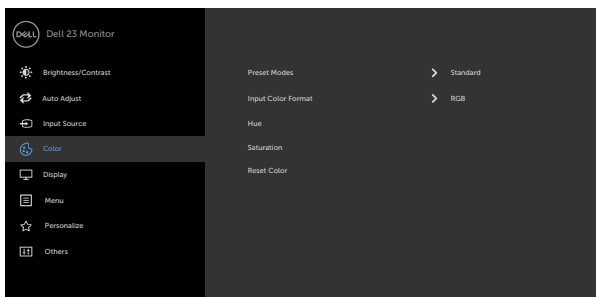 DELL Dell 23 Monitor
Brightness/Contrast
Auto Adjust
Input Source
Color
Display
Menu
Personalize
Others
Preset Modes Standard
Input Color Format RGB
Hue
Saturation
Reset Color